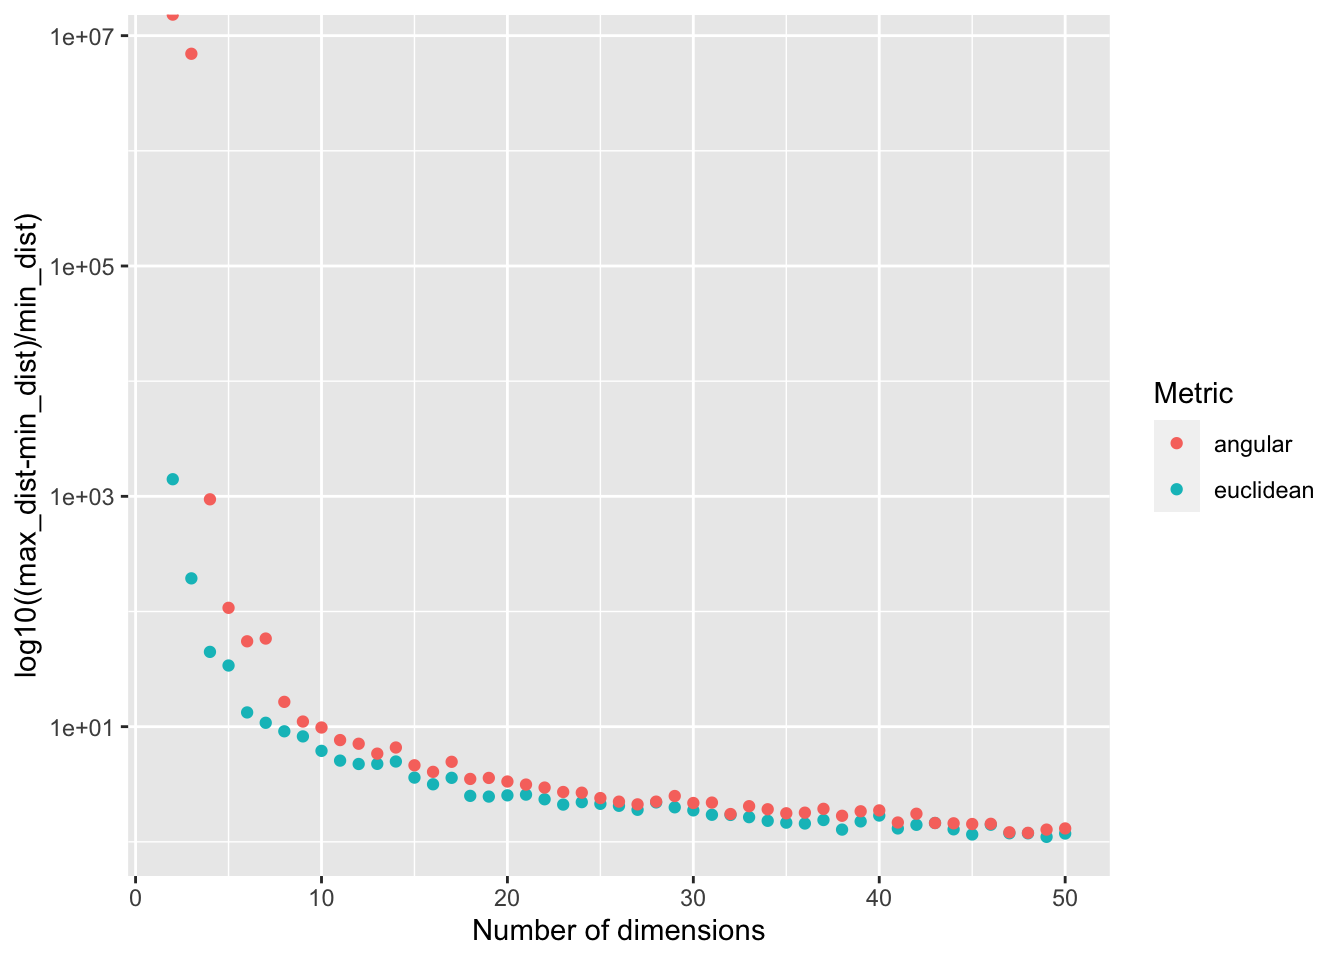 1e+07
1e+05
1e+03
1e+01
log10((max_dist-min_dist)/min_dist)
0 10 20 30 40 50
Number of dimensions
Metric
angular
euclidean